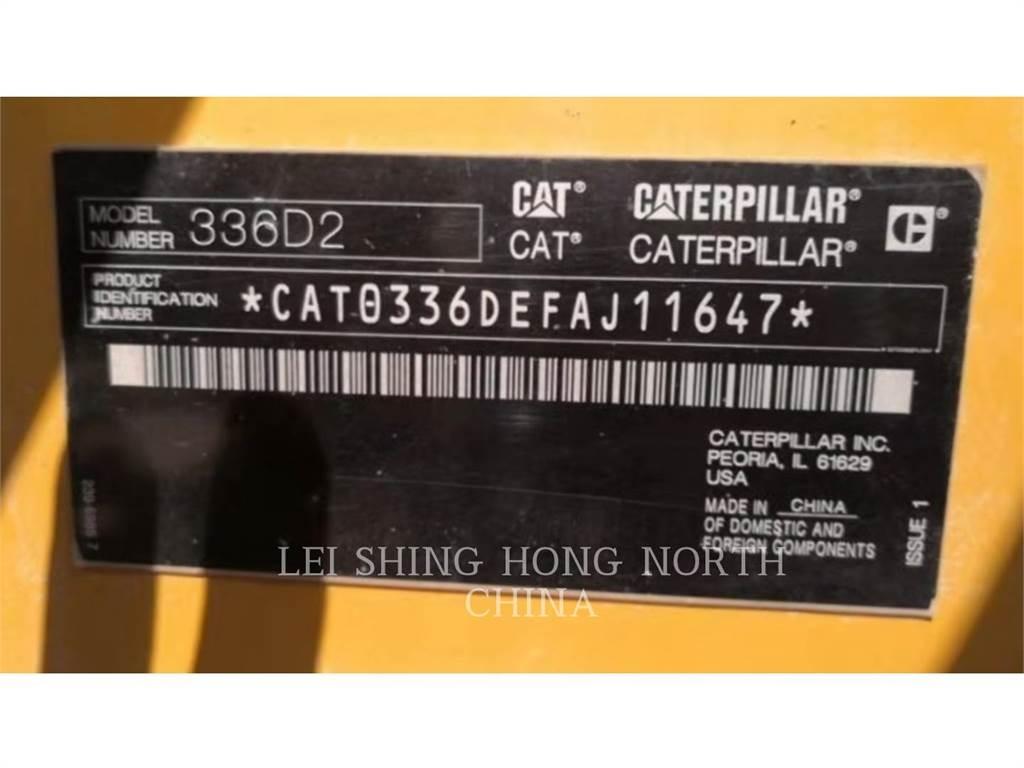 MODEL
NUMBER 336D2
CAT® CATERPILLAR®
CAT® CATERPILLAR®
C®
PRODUCT
IDENTIFICATION
NUMBER
*CAT0336DEFAJ11647*
CATERPILLAR INC.
PEORIA, IL 61629
USA
MADE IN CHINA
OF DOMESTIC AND
FOREIGN COMPONENTS
ISSUE 1
LEI SHING HONG NORTH
CHINA